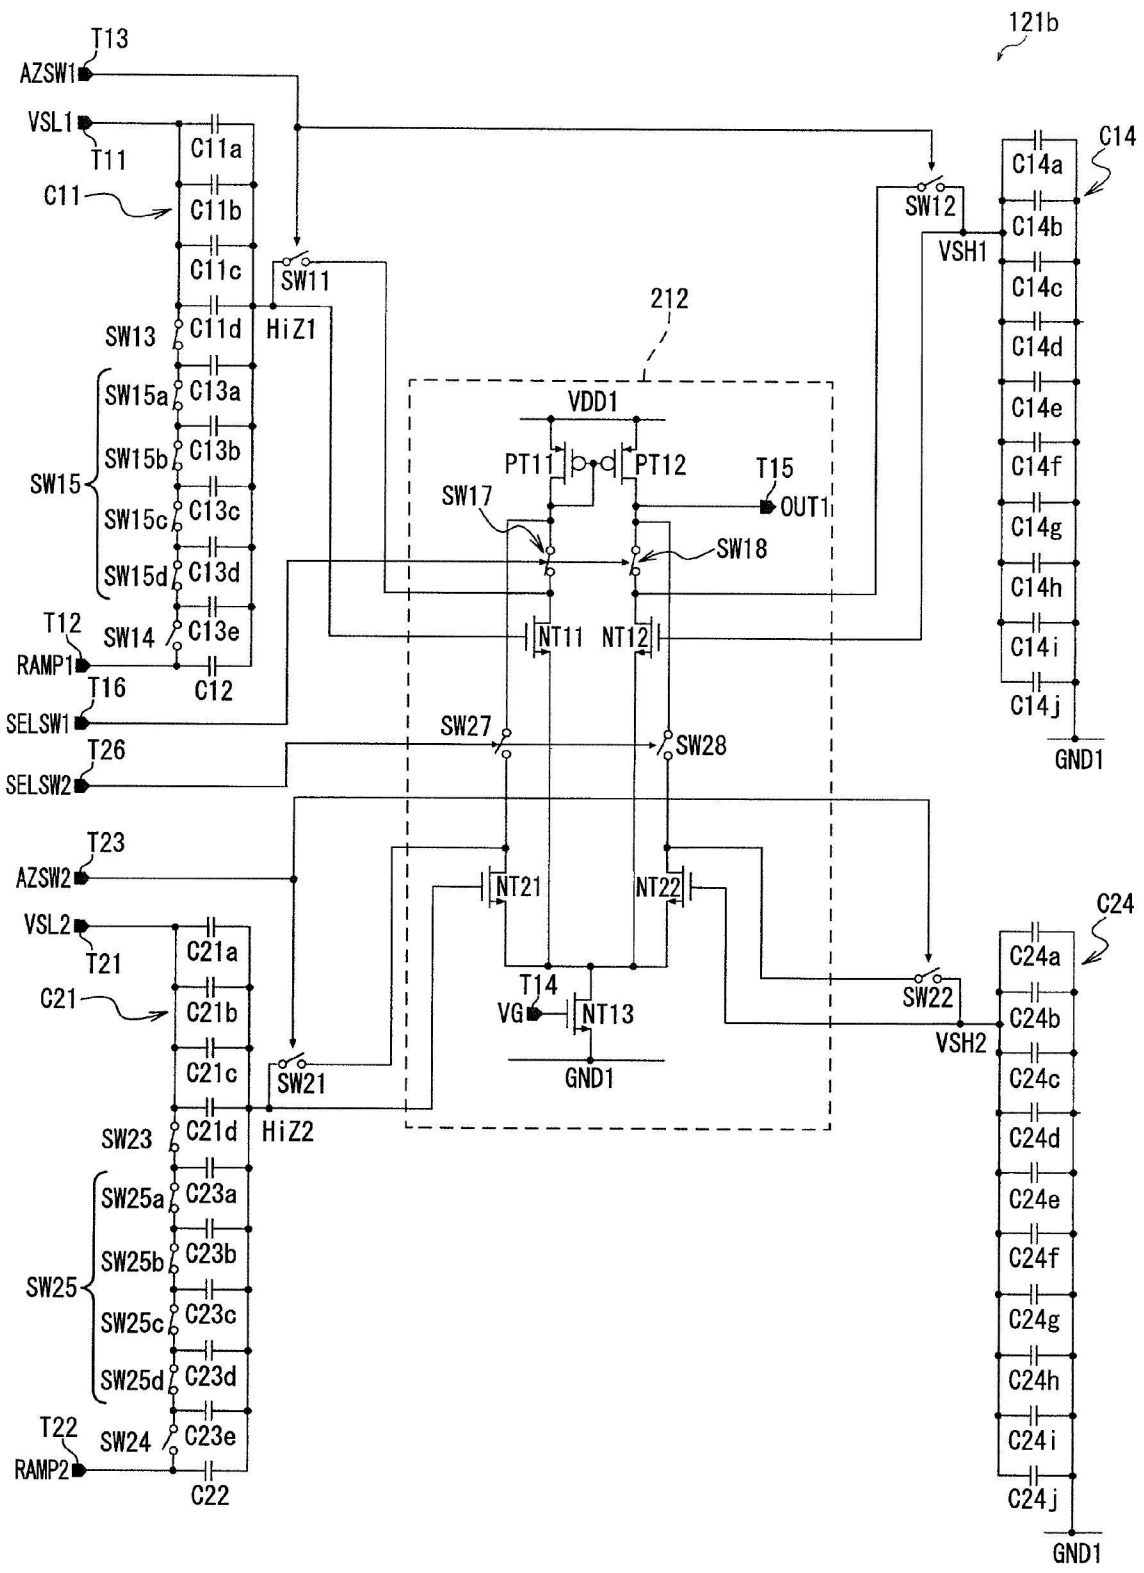 121b
T13
AZSW1
VSL1
T11
C11
C11a
C11b
C11c
C11d
SW11
HiZ1
SW13
C13a
SW15a
C13b
SW15b
SW15
C13c
SW15c
C13d
SW15d
C13e
SW14
T12
RAMP1
C12
T16
SELSW1
T26
SELSW2
SW12
VSH1
C14
C14a
C14b
C14c
C14d
C14e
C14f
C14g
C14h
C14i
C14j
GND1
212
VDD1
PT11
PT12
T15
OUT1
SW17
SW18
NT11
NT12
SW27
SW28
NT21
NT22
T14
VG
NT13
GND1
T23
AZSW2
VSL2
T21
C21
C21a
C21b
C21c
C21d
SW21
HiZ2
SW23
C23a
SW25a
C23b
SW25b
SW25
C23c
SW25c
C23d
SW25d
C23e
SW24
T22
RAMP2
C22
SW22
VSH2
C24
C24a
C24b
C24c
C24d
C24e
C24f
C24g
C24h
C24i
C24j
GND1